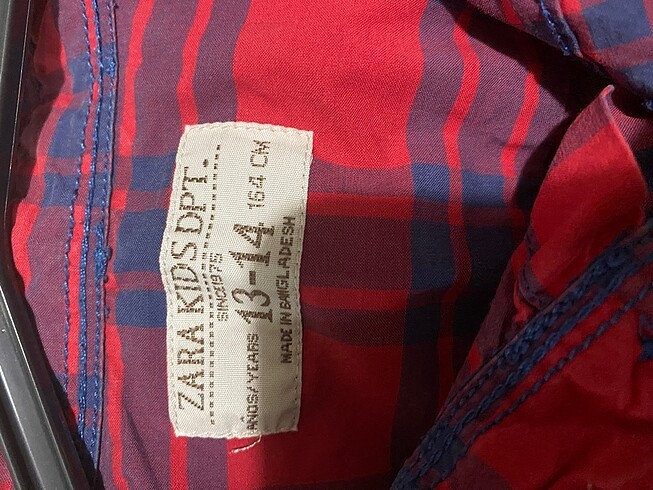 ZARA KIDS DPT.
SINCE 1975
AÑOS/YEARS 13-14 164 CM
MADE IN BANGLADESH